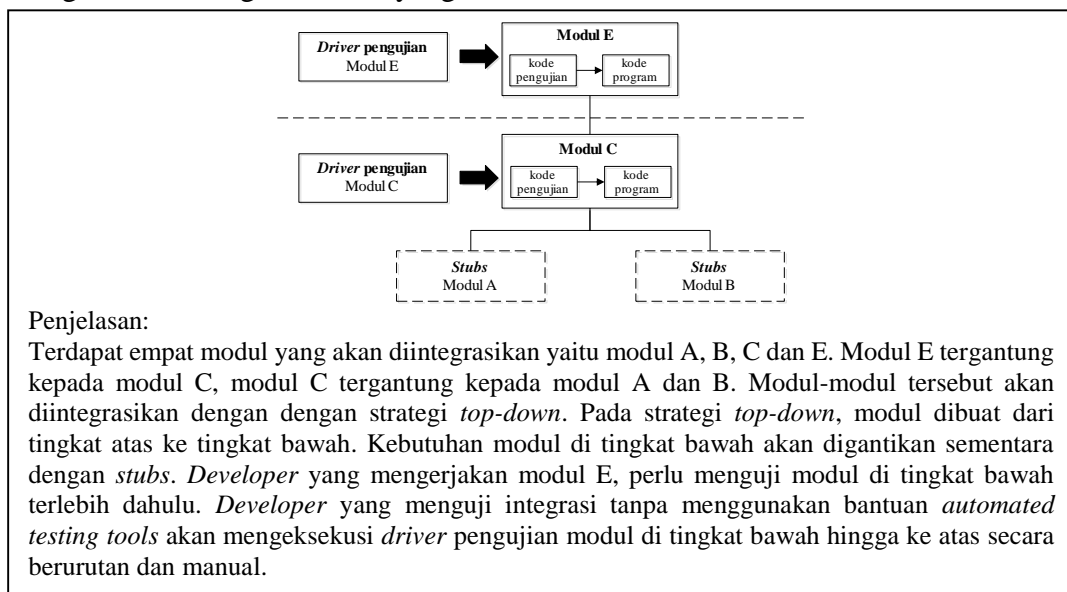 Modul E
Driver pengujian
Modul E
kode
pengujian
kode
program
Modul C
Driver pengujian
Modul C
kode
pengujian
kode
program
Stubs
Modul A
Stubs
Modul B
Penjelasan:
Terdapat empat modul yang akan diintegrasikan yaitu modul A, B, C dan E. Modul E tergantung
kepada modul C, modul C tergantung kepada modul A dan B. Modul-modul tersebut akan
diintegrasikan dengan dengan strategi top-down. Pada strategi top-down, modul dibuat dari
tingkat atas ke tingkat bawah. Kebutuhan modul di tingkat bawah akan digantikan sementara
dengan stubs. Developer yang mengerjakan modul E, perlu menguji modul di tingkat bawah
terlebih dahulu. Developer yang menguji integrasi tanpa menggunakan bantuan automated
testing tools akan mengeksekusi driver pengujian modul di tingkat bawah hingga ke atas secara
berurutan dan manual.